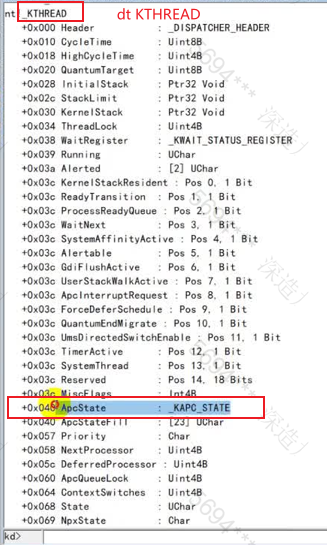 nt!_KTHREAD dt KTHREAD
+0x000 Header : _DISPATCHER_HEADER
+0x010 CycleTime : Uint8B
+0x018 HighCycleTime : Uint4B
+0x020 QuantumTarget : Uint8B
+0x028 InitialStack : Ptr32 Void
+0x02c StackLimit : Ptr32 Void
+0x030 KernelStack : Ptr32 Void
+0x034 ThreadLock : Uint4B
+0x038 WaitRegister : _KWAIT_STATUS_REGISTER
+0x039 Running : UChar
+0x03a Alerted : [2] UChar
+0x03c KernelStackResident : Pos 0, 1 Bit
+0x03c ReadyTransition : Pos 1, 1 Bit
+0x03c ProcessReadyQueue : Pos 2, 1 Bit
+0x03c WaitNext : Pos 3, 1 Bit
+0x03c SystemAffinityActive : Pos 4, 1 Bit
+0x03c Alertable : Pos 5, 1 Bit
+0x03c GdiFlushActive : Pos 6, 1 Bit
+0x03c UserStackWalkActive : Pos 7, 1 Bit
+0x03c ApcInterruptRequest : Pos 8, 1 Bit
+0x03c ForceDeferSchedule : Pos 9, 1 Bit
+0x03c QuantumEndMigrate : Pos 10, 1 Bit
+0x03c UmsDirectedSwitchEnable : Pos 11, 1 Bit
+0x03c TimerActive : Pos 12, 1 Bit
+0x03c SystemThread : Pos 13, 1 Bit
+0x03c Reserved : Pos 14, 18 Bits
+0x03c MiscFlags : Int4B
+0x040 ApcState : _KAPC_STATE
+0x040 ApcStateFill : [23] UChar
+0x057 Priority : Char
+0x058 NextProcessor : Uint4B
+0x05c DeferredProcessor : Uint4B
+0x060 ApcQueueLock : Uint4B
+0x064 ContextSwitches : Uint4B
+0x068 State : UChar
+0x069 NpxState : Char
kd>